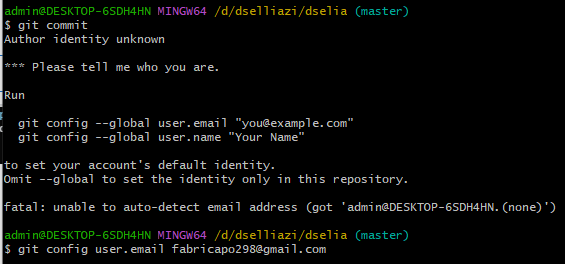 admin@DESKTOP-6SDH4HN MINGW64 /d/dselliazi/dselia (master)
$ git commit
Author identity unknown
*** Please tell me who you are.
Run
git config --global user.email "you@example.com"
git config --global user.name "Your Name"
to set your account's default identity.
Omit --global to set the identity only in this repository.
fatal: unable to auto-detect email address (got 'admin@DESKTOP-6SDH4HN.(none)')
admin@DESKTOP-6SDH4HN MINGW64 /d/dselliazi/dselia (master)
$ git config user.email fabricapo298@gmail.com